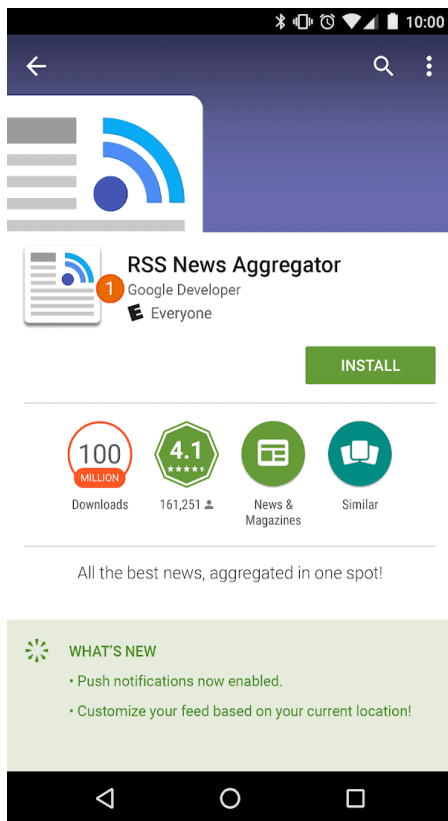 10:00
RSS News Aggregator
1
Google Developer
E Everyone
INSTALL
100
MILLION
Downloads
4.1
161,251
News &
Magazines
Similar
All the best news, aggregated in one spot!
WHAT'S NEW
• Push notifications now enabled.
• Customize your feed based on your current location!